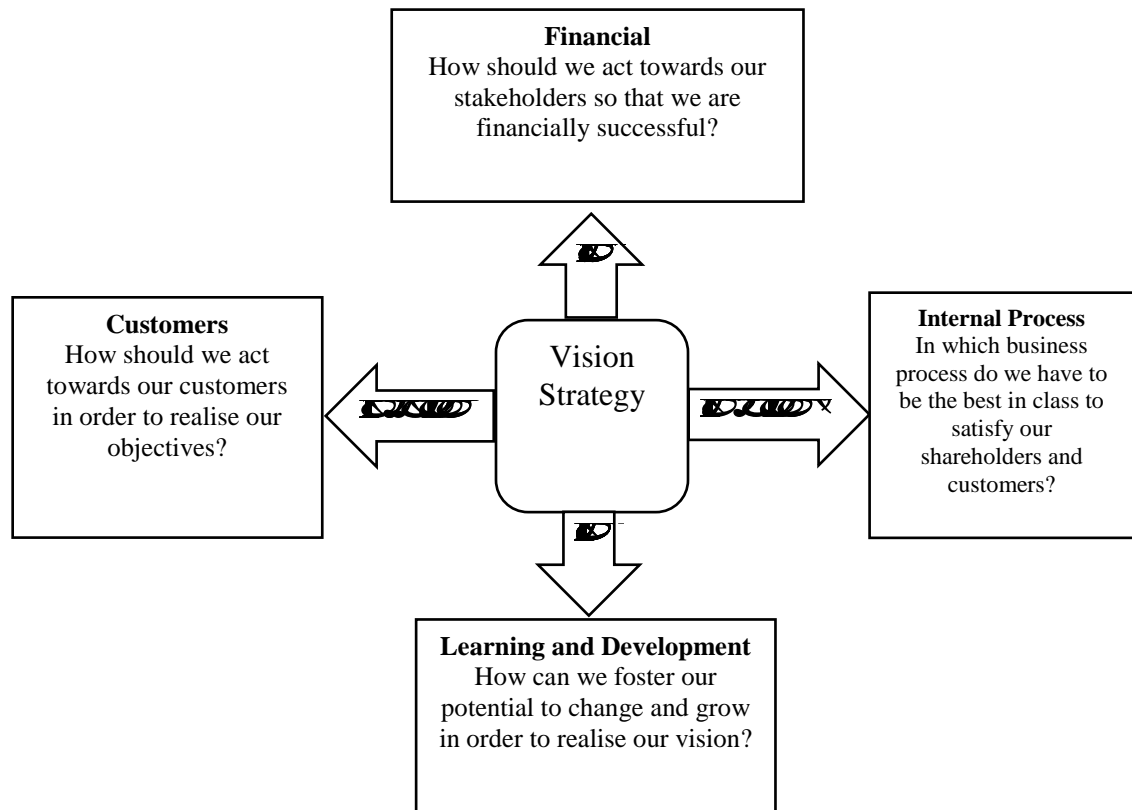 Financial
How should we act towards our
stakeholders so that we are
financially successful?
Customers
How should we act
towards our customers
in order to realise our
objectives?
Vision
Strategy
Internal Process
In which business
process do we have to
be the best in class to
satisfy our
shareholders and
customers?
Learning and Development
How can we foster our
potential to change and grow
in order to realise our vision?